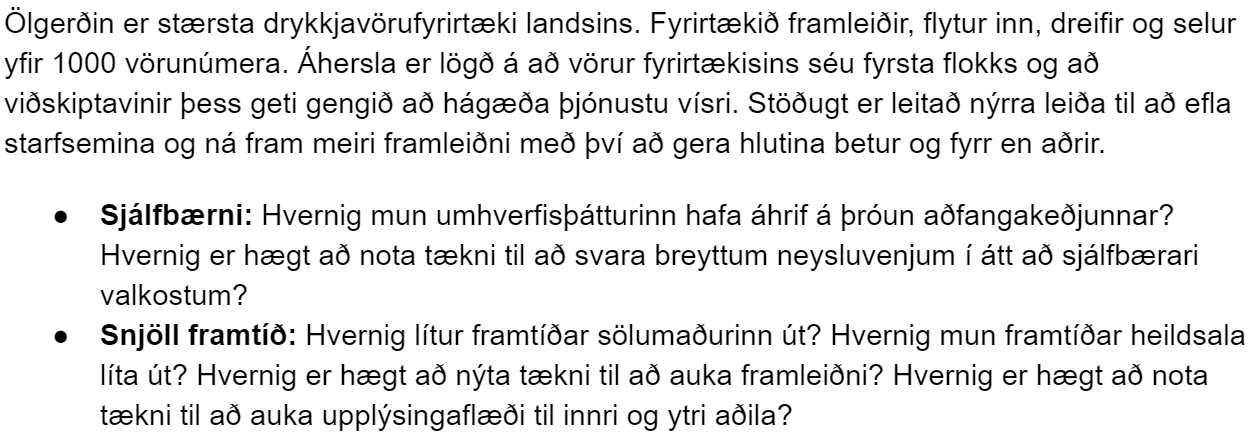 Ölgerðin er stærsta drykkjavörufyrirtæki landsins. Fyrirtækið framleiðir, flytur inn, dreifir og selur
yfir 1000 vörunúmera. Áhersla er lögð á að vörur fyrirtækisins séu fyrsta flokks og að
viðskiptavinir þess geti gengið að hágæða þjónustu vísri. Stöðugt er leitað nýrra leiða til að efla
starfsemina og ná fram meiri framleiðni með því að gera hlutina betur og fyrr en aðrir.
● Sjálfbærni: Hvernig mun umhverfisþátturinn hafa áhrif á þróun aðfangakeðjunnar?
Hvernig er hægt að nota tækni til að svara breyttum neysluvenjum í átt að sjálfbærari
valkostum?
● Snjöll framtíð: Hvernig lítur framtíðar sölumaðurinn út? Hvernig mun framtíðar heildsala
líta út? Hvernig er hægt að nýta tækni til að auka framleiðni? Hvernig er hægt að nota
tækni til að auka upplýsingaflæði til innri og ytri aðila?